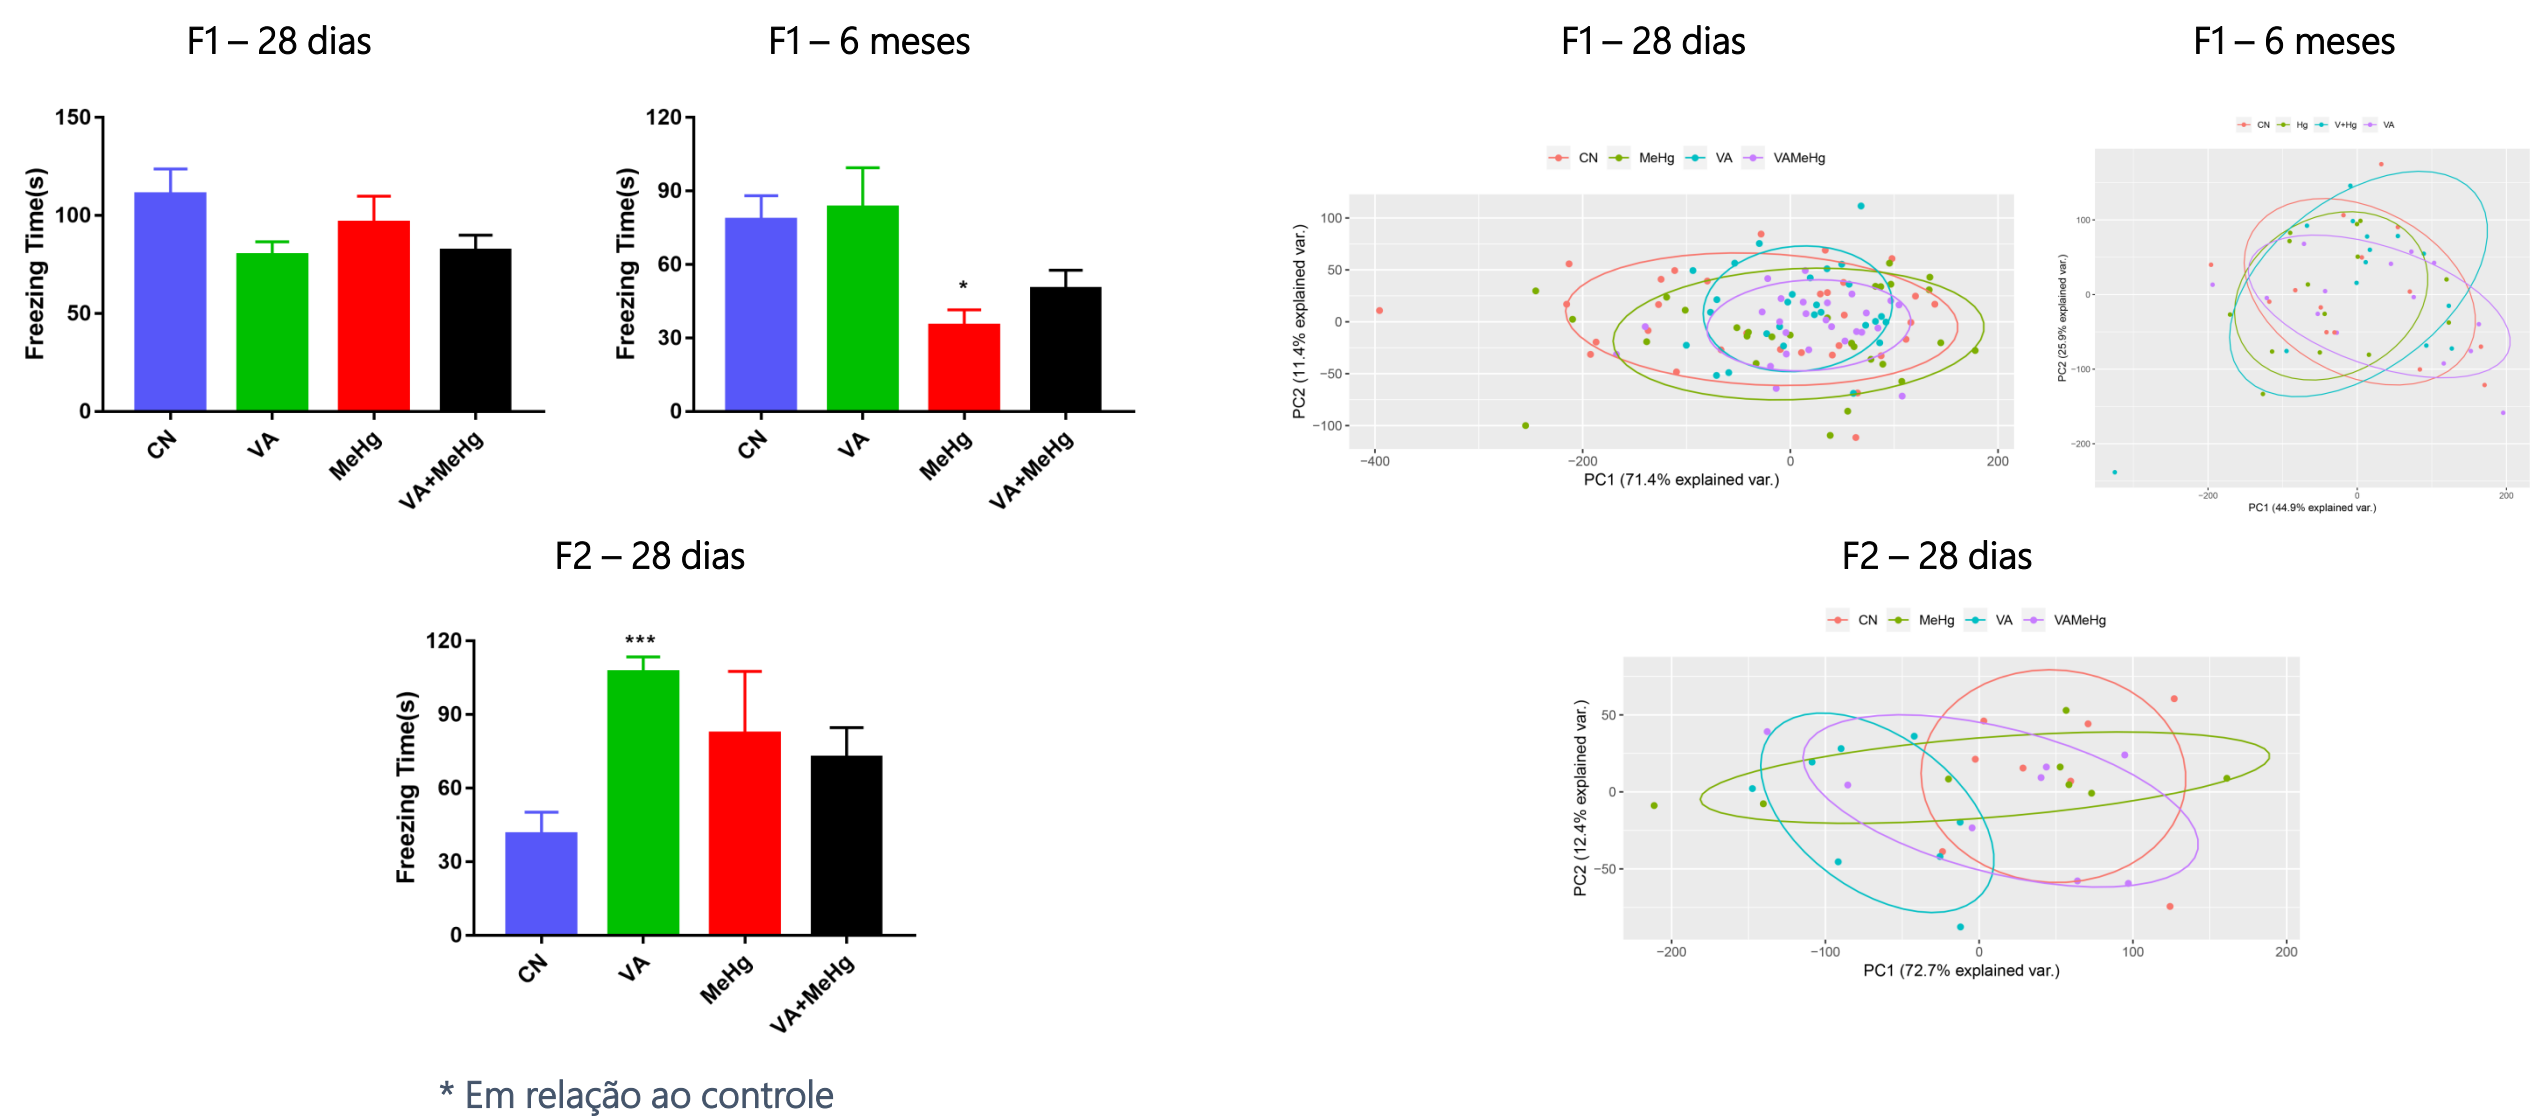 F1 – 28 dias
F1 – 6 meses
F1 – 28 dias
F1 – 6 meses
Freezing Time(s)
150
100
50
0
CN
VA
MeHg
VA+MeHg
Freezing Time(s)
120
90
60
30
0
*
CN
VA
MeHg
VA+MeHg
CN MeHg VA VAMeHg
PC2 (11.4% explained var.)
100
50
0
−50
−100
−400 −200 0 200
PC1 (71.4% explained var.)
CN Hg V+Hg VA
PC2 (25.9% explained var.)
100
0
−100
−200
−200 0 200
PC1 (44.9% explained var.)
F2 – 28 dias
F2 – 28 dias
Freezing Time(s)
120
90
60
30
0
***
CN
VA
MeHg
VA+MeHg
CN MeHg VA VAMeHg
PC2 (12.4% explained var.)
50
0
−50
−200 −100 0 100 200
PC1 (72.7% explained var.)
* Em relação ao controle